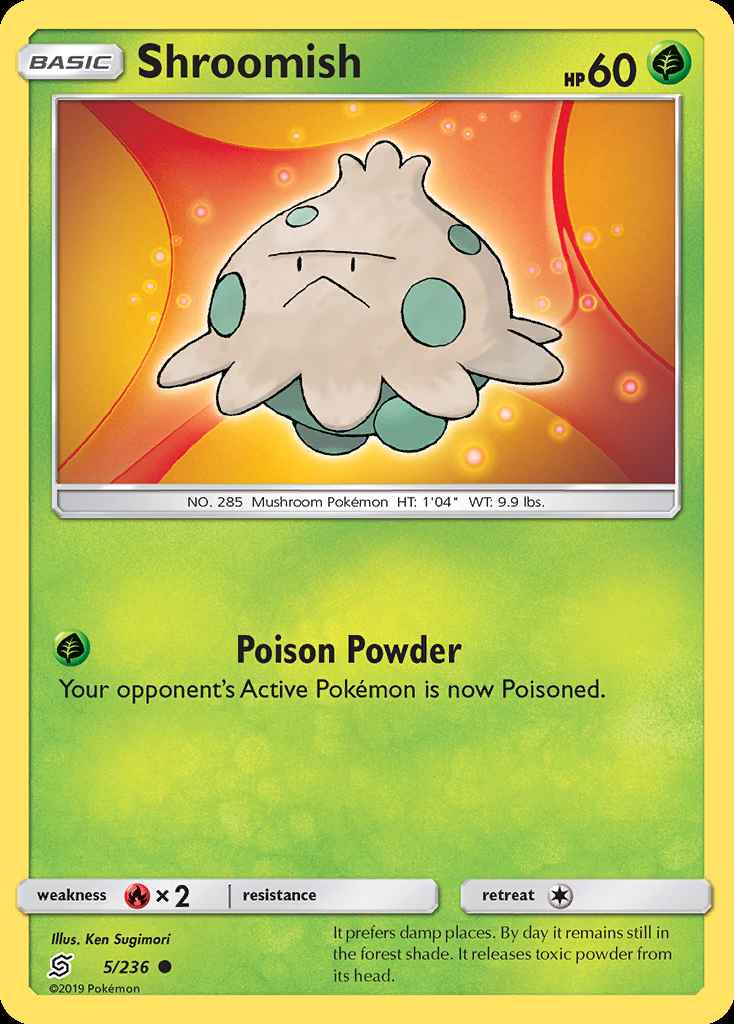 BASIC Shroomish HP60
NO. 285 Mushroom Pokémon HT: 1'04" WT: 9.9 lbs.
Poison Powder
Your opponent's Active Pokémon is now Poisoned.
weakness ×2 resistance retreat
Illus. Ken Sugimori
5/236
©2019 Pokémon
It prefers damp places. By day it remains still in
the forest shade. It releases toxic powder from
its head.